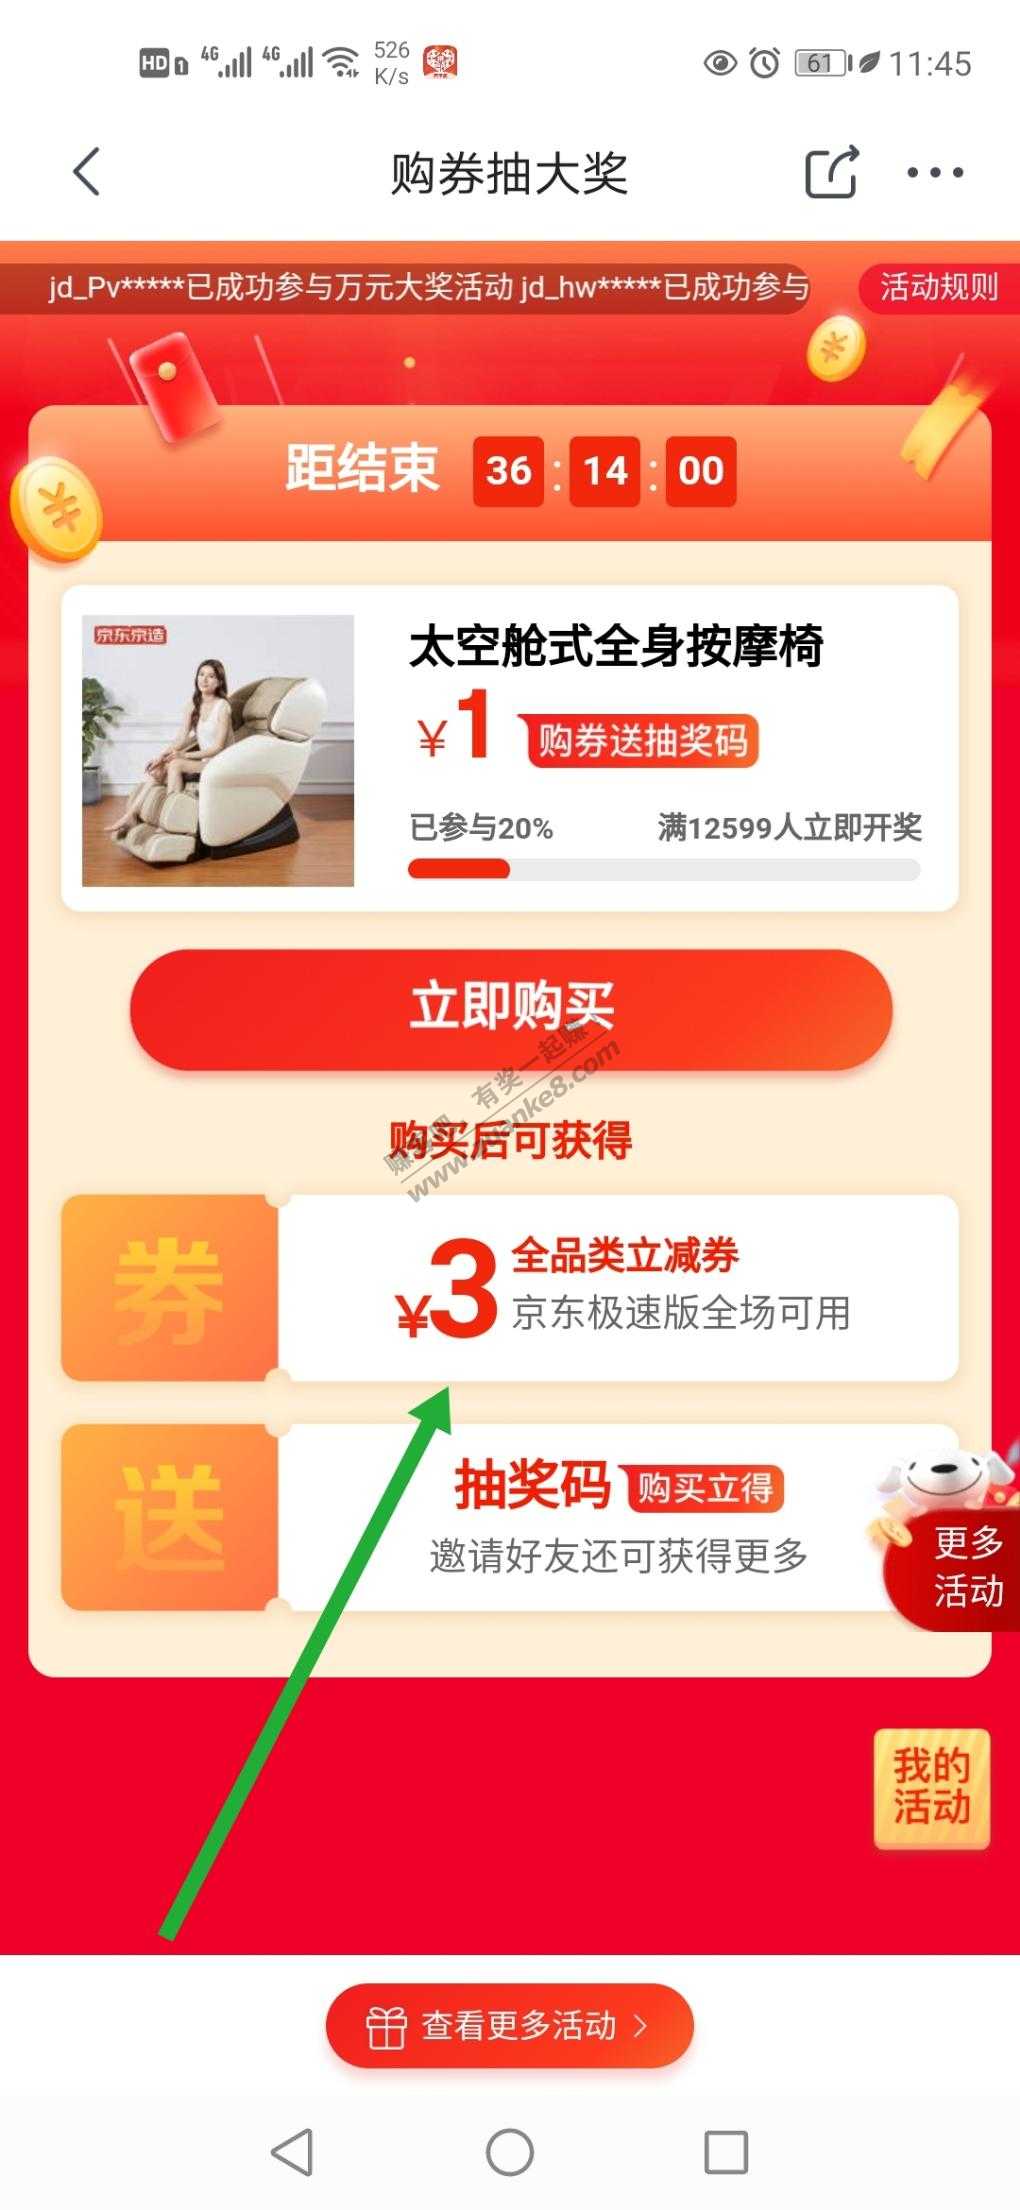 HD 1 4G 4G 526 K/s 61 11:45
购券抽大奖
jd_Pv*****已成功参与万元大奖活动 jd_hw*****已成功参与
活动规则
距结束 36 : 14 : 00
京东京造
太空舱式全身按摩椅
¥1 购券送抽奖码
已参与20% 满12599人立即开奖
立即购买
赚客吧,有奖一起赚!
www.zuanke8.com
购买后可获得
券
¥3 全品类立减券
京东极速版全场可用
送
抽奖码 购买立得
邀请好友还可获得更多
更多
活动
我的
活动
查看更多活动 >